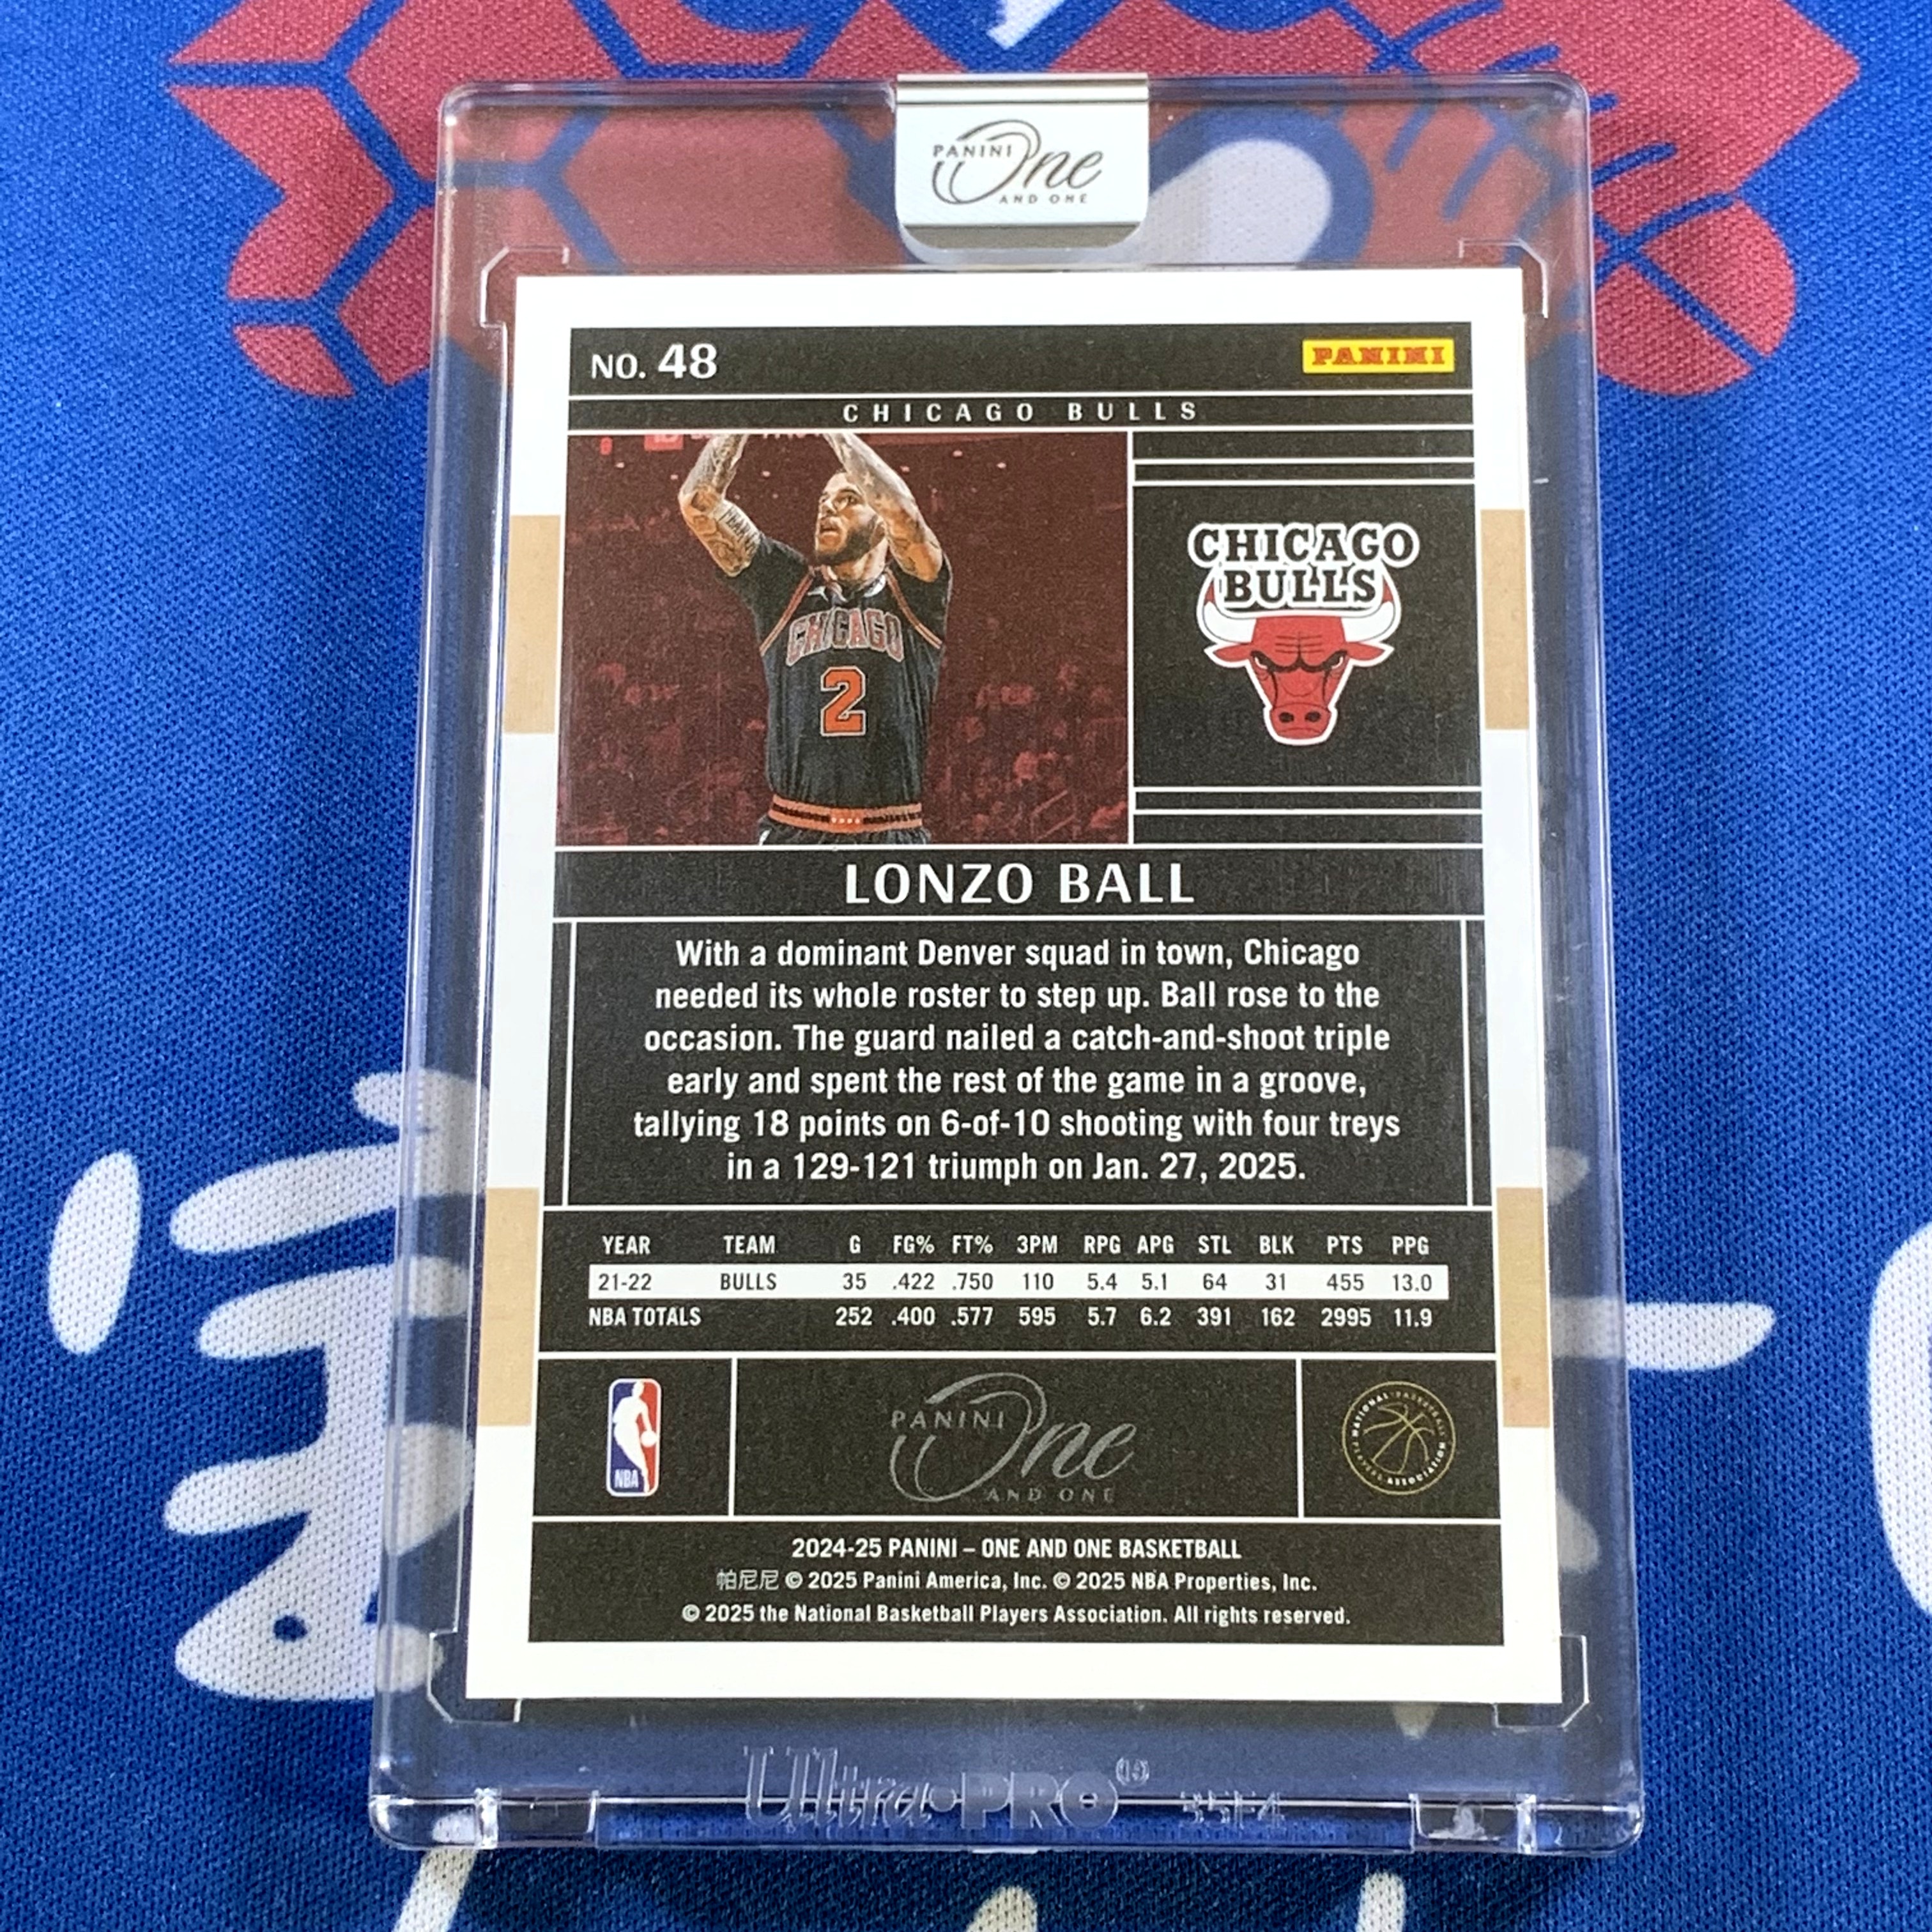 PANINI One
AND ONE
NO. 48
PANINI
CHICAGO BULLS
CHICAGO
2
CHICAGO
BULLS
LONZO BALL
With a dominant Denver squad in town, Chicago
needed its whole roster to step up. Ball rose to the
occasion. The guard nailed a catch-and-shoot triple
early and spent the rest of the game in a groove,
tallying 18 points on 6-of-10 shooting with four treys
in a 129-121 triumph on Jan. 27, 2025.
YEAR TEAM G FG% FT% 3PM RPG APG STL BLK PTS PPG
21-22 BULLS 35 .422 .750 110 5.4 5.1 64 31 455 13.0
NBA TOTALS 252 .400 .577 595 5.7 6.2 391 162 2995 11.9
NBA
PANINI One
AND ONE
NATIONAL BASKETBALL PLAYERS ASSOCIATION
2024-25 PANINI – ONE AND ONE BASKETBALL
帕尼尼 © 2025 Panini America, Inc. © 2025 NBA Properties, Inc.
© 2025 the National Basketball Players Association. All rights reserved.
Ultra•PRO®